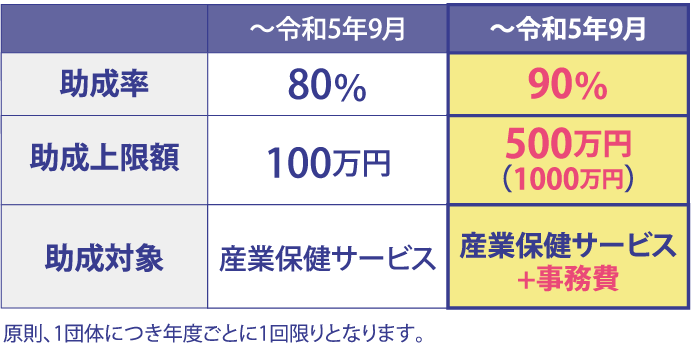 ～令和5年9月 ～令和5年9月
助成率 80% 90%
助成上限額 100万円 500万円
（1000万円）
助成対象 産業保健サービス 産業保健サービス
+事務費
原則、1団体につき年度ごとに1回限りとなります。